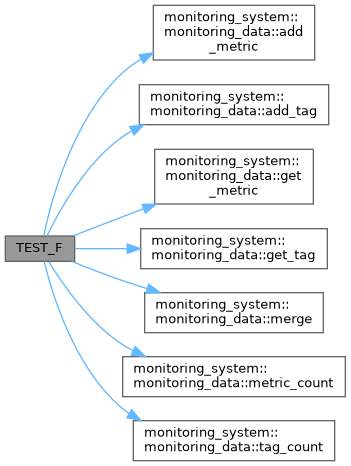 monitoring_system::
monitoring_data::add
_metric
monitoring_system::
monitoring_data::add_tag
monitoring_system::
monitoring_data::get
_metric
TEST_F
monitoring_system::
monitoring_data::get_tag
monitoring_system::
monitoring_data::merge
monitoring_system::
monitoring_data::metric_count
monitoring_system::
monitoring_data::tag_count